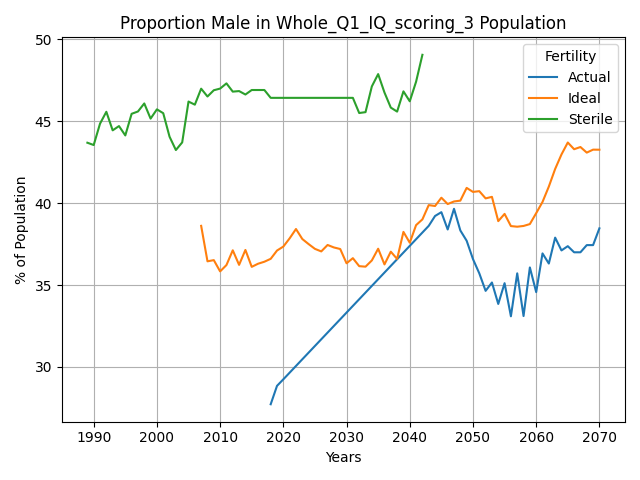 Proportion Male in Whole_Q1_IQ_scoring_3 Population
% of Population
50
45
40
35
30
Fertility
Actual
Ideal
Sterile
1990 2000 2010 2020 2030 2040 2050 2060 2070
Years